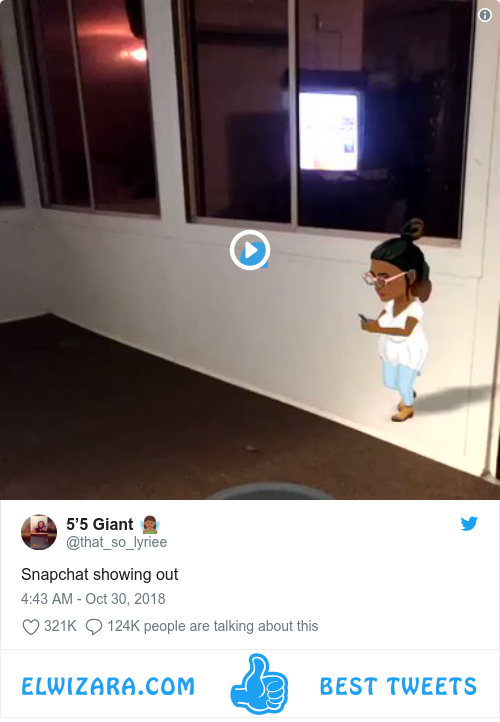 5'5 Giant
@that_so_lyriee
Snapchat showing out
4:43 AM - Oct 30, 2018
321K 124K people are talking about this
ELWIZARA.COM BEST TWEETS